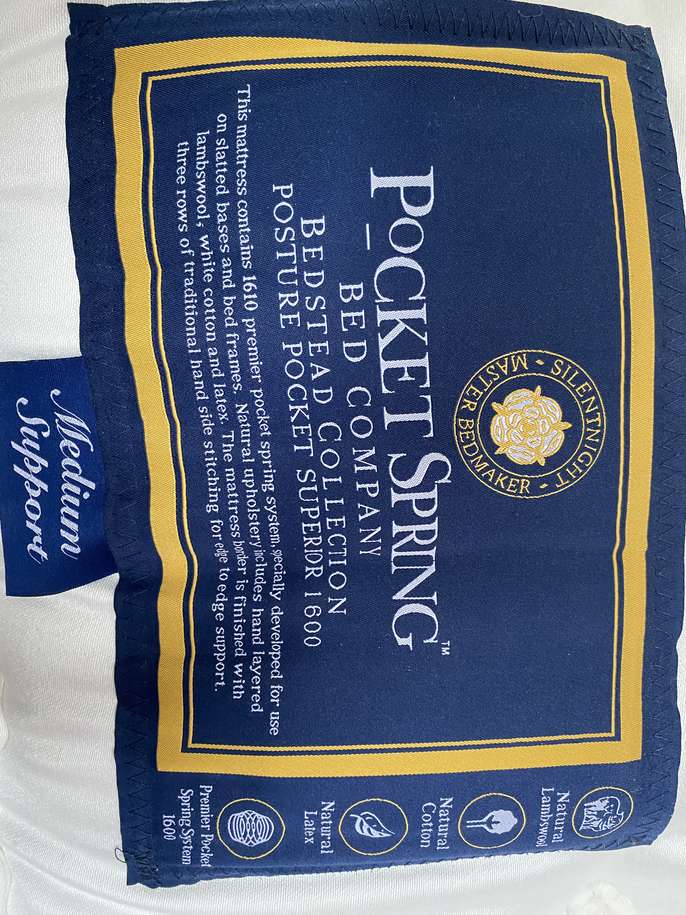 SILENTNIGHT • MASTER BEDMAKER •
POCKET SPRING™
BED COMPANY
BEDSTEAD COLLECTION
POSTURE POCKET SUPERIOR 1600
This mattress contains 1610 premier pocket spring system, specially developed for use
on slatted bases and bed frames. Natural upholstery includes hand layered
lambswool, white cotton and latex. The mattress border is finished with
three rows of traditional hand side stitching for edge to edge support.
Natural
Lambswool
Natural
Cotton
Natural
Latex
Premier Pocket
Spring System
1600
Medium
Support